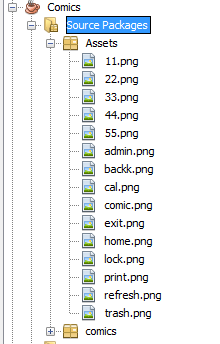 Comics
Source Packages
Assets
11.png
22.png
33.png
44.png
55.png
admin.png
backk.png
cal.png
comic.png
exit.png
home.png
lock.png
print.png
refresh.png
trash.png
comics